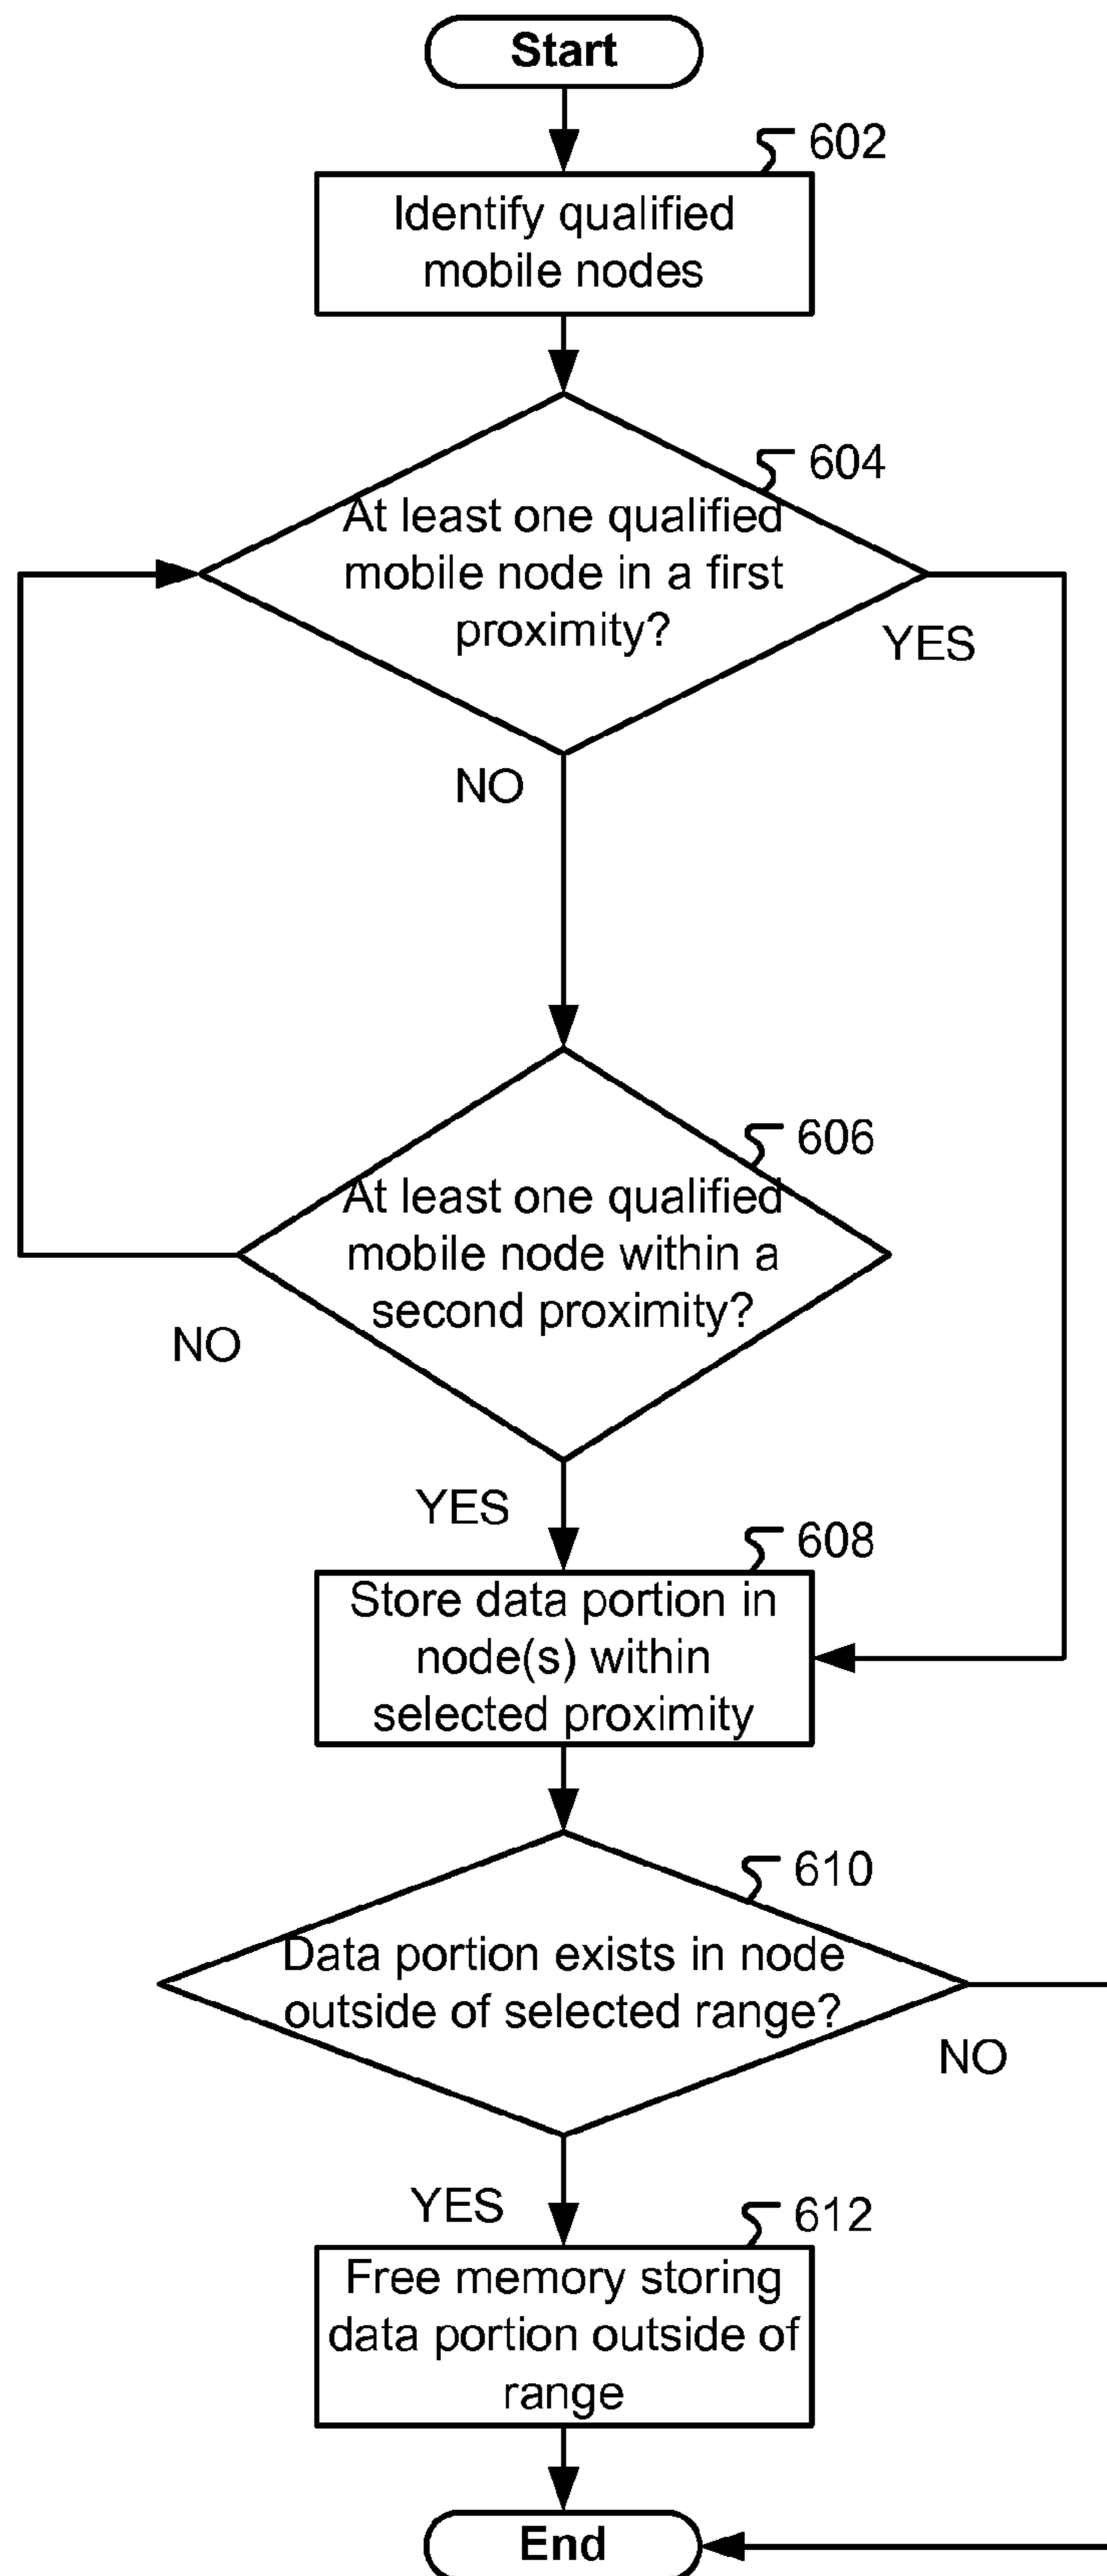 Start
602
Identify qualified
mobile nodes
604
At least one qualified
mobile node in a first
proximity?
YES
NO
606
At least one qualified
mobile node within a
second proximity?
NO
YES
608
Store data portion in
node(s) within
selected proximity
610
Data portion exists in node
outside of selected range?
NO
YES
612
Free memory storing
data portion outside of
range
End